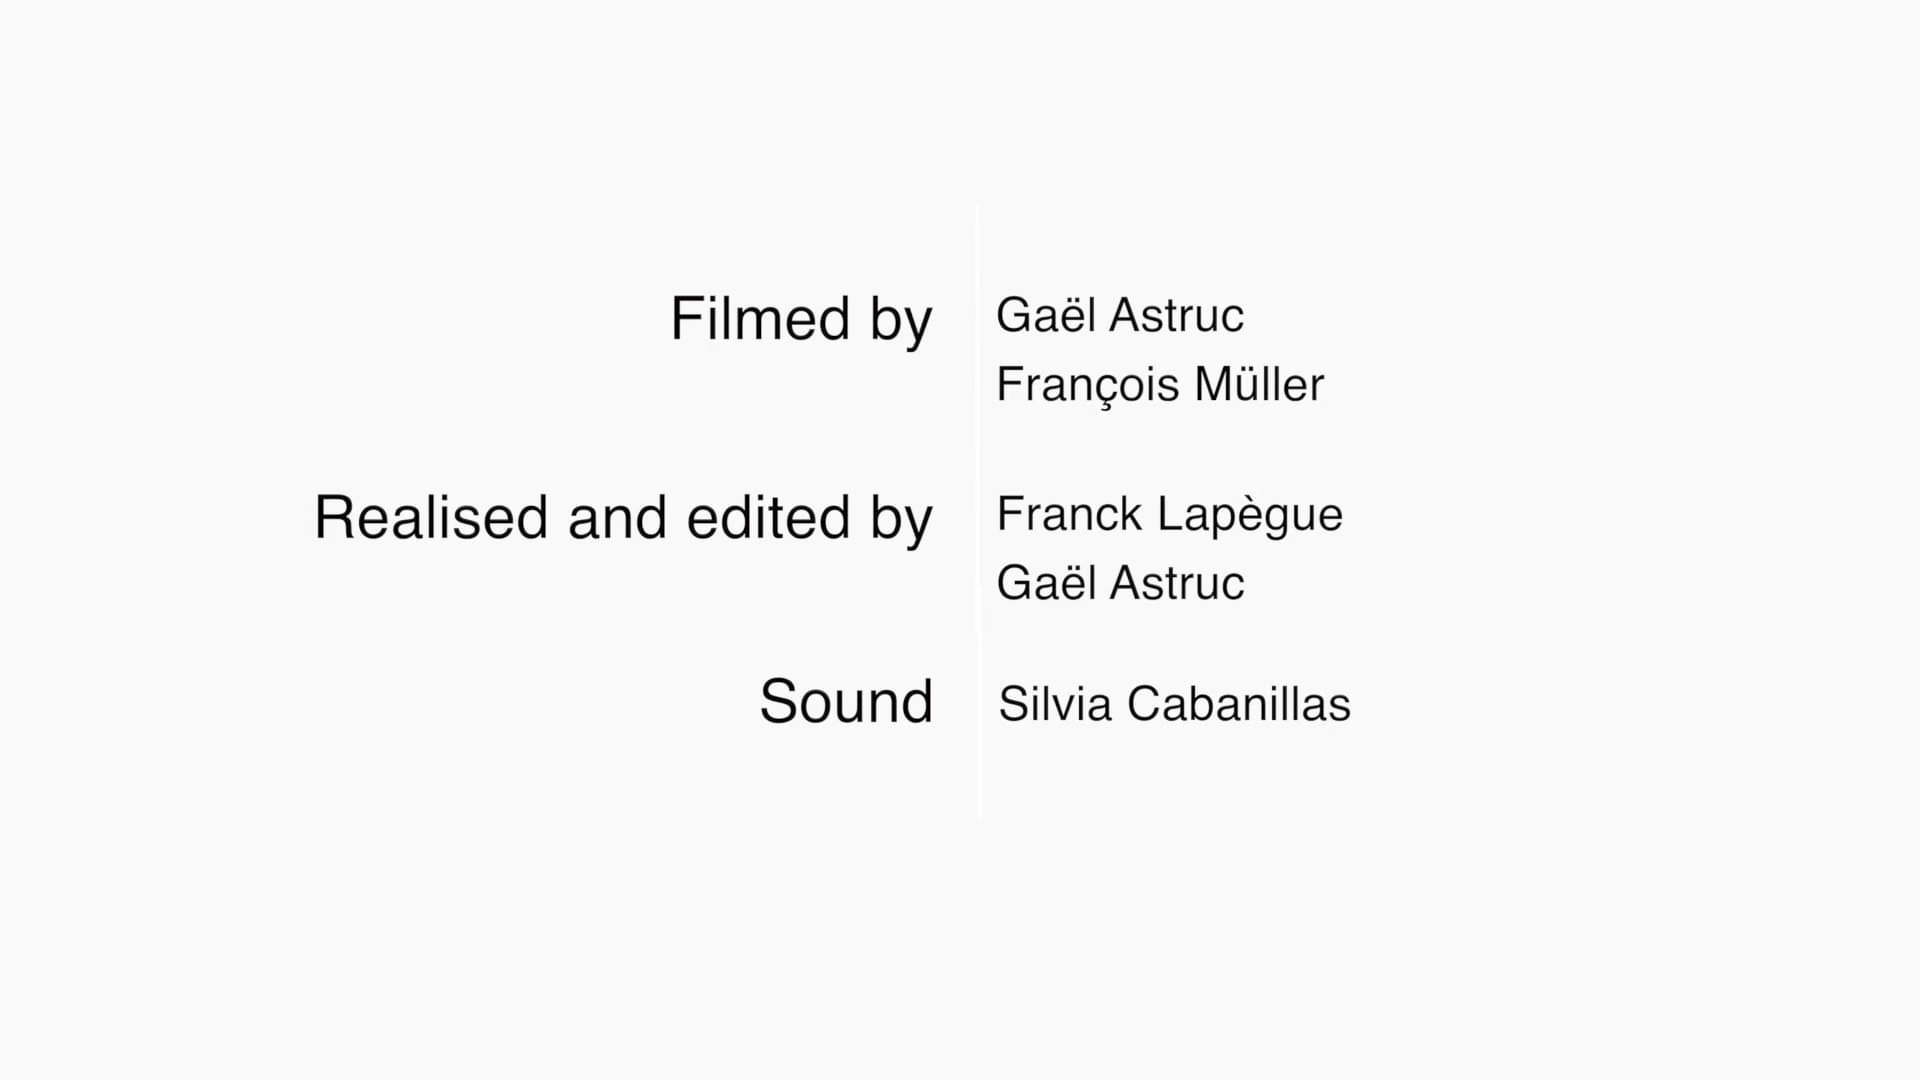 Filmed by Gaël Astruc
François Müller
Realised and edited by Franck Lapègue
Gaël Astruc
Sound Silvia Cabanillas